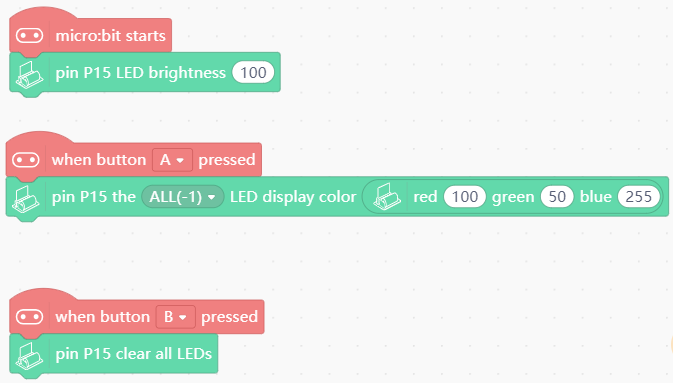 micro:bit starts
pin P15 LED brightness 100
when button A pressed
pin P15 the ALL(-1) LED display color red 100 green 50 blue 255
when button B pressed
pin P15 clear all LEDs